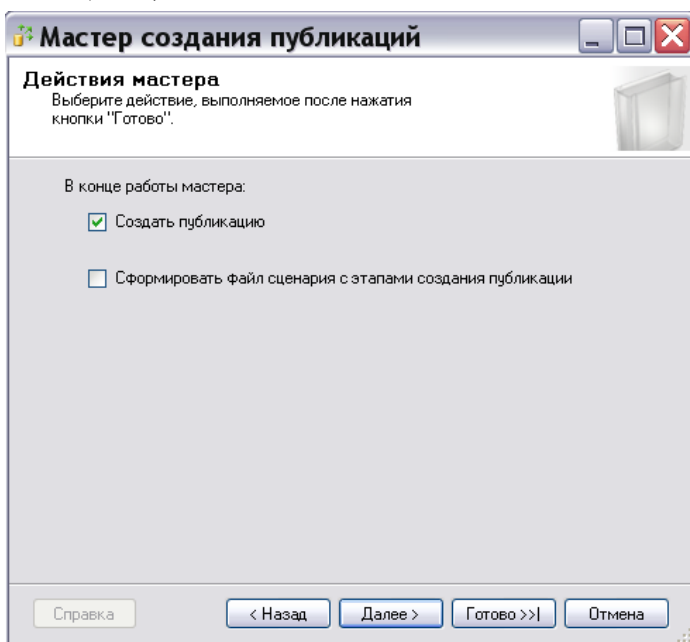 Мастер создания публикаций
Действия мастера
Выберите действие, выполняемое после нажатия
кнопки "Готово".
В конце работы мастера:
Создать публикацию
Сформировать файл сценария с этапами создания публикации
Справка
< Назад
Далее >
Готово >>|
Отмена